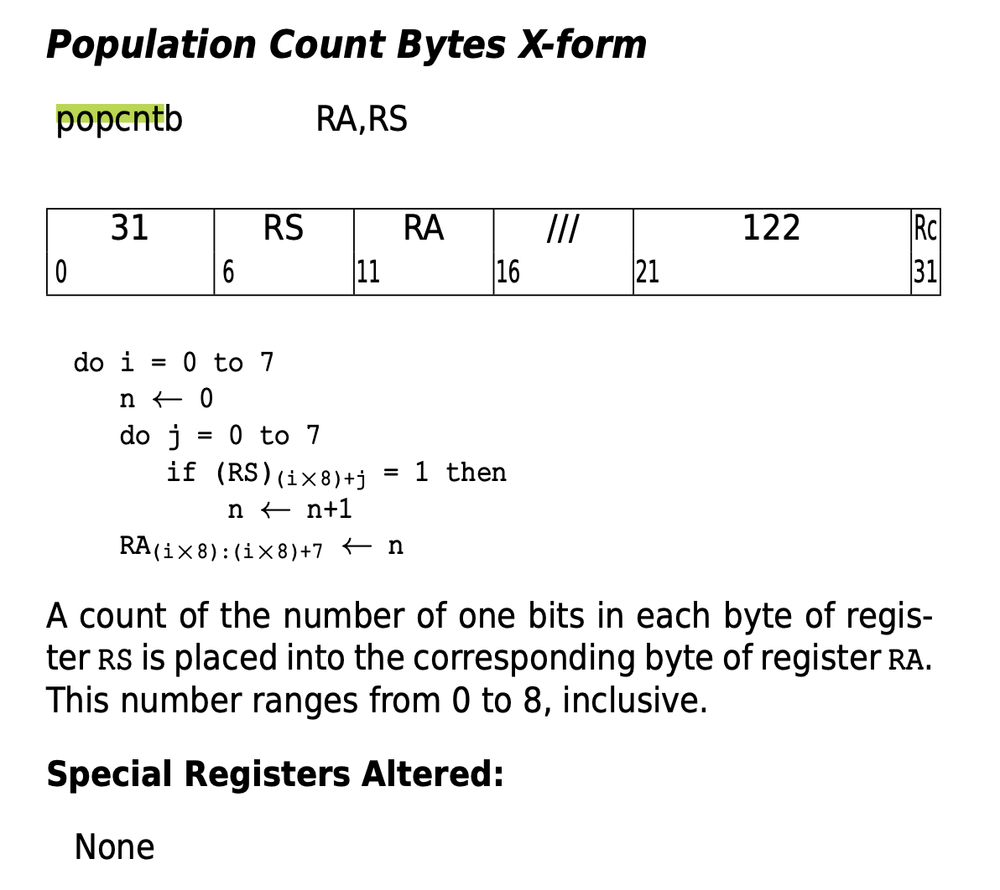 Population Count Bytes X-form
popcntb RA,RS
31 RS RA /// 122 Rc
0 6 11 16 21 31
do i = 0 to 7
n ← 0
do j = 0 to 7
if (RS)(i×8)+j = 1 then
n ← n+1
RA(i×8):(i×8)+7 ← n
A count of the number of one bits in each byte of regis-
ter RS is placed into the corresponding byte of register RA.
This number ranges from 0 to 8, inclusive.
Special Registers Altered:
None